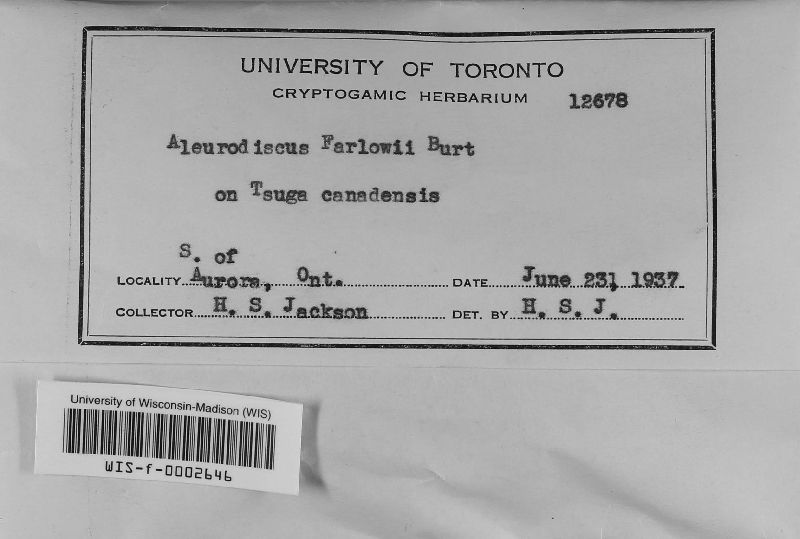 UNIVERSITY OF TORONTO
CRYPTOGAMIC HERBARIUM 12678
Aleurodiscus Farlowii Burt
on Tsuga canadensis
S. of
LOCALITY Aurora, Ont. DATE June 23, 1937
COLLECTOR H. S. Jackson DET. BY H. S. J.
University of Wisconsin-Madison (WIS)
WIS-f-0002646